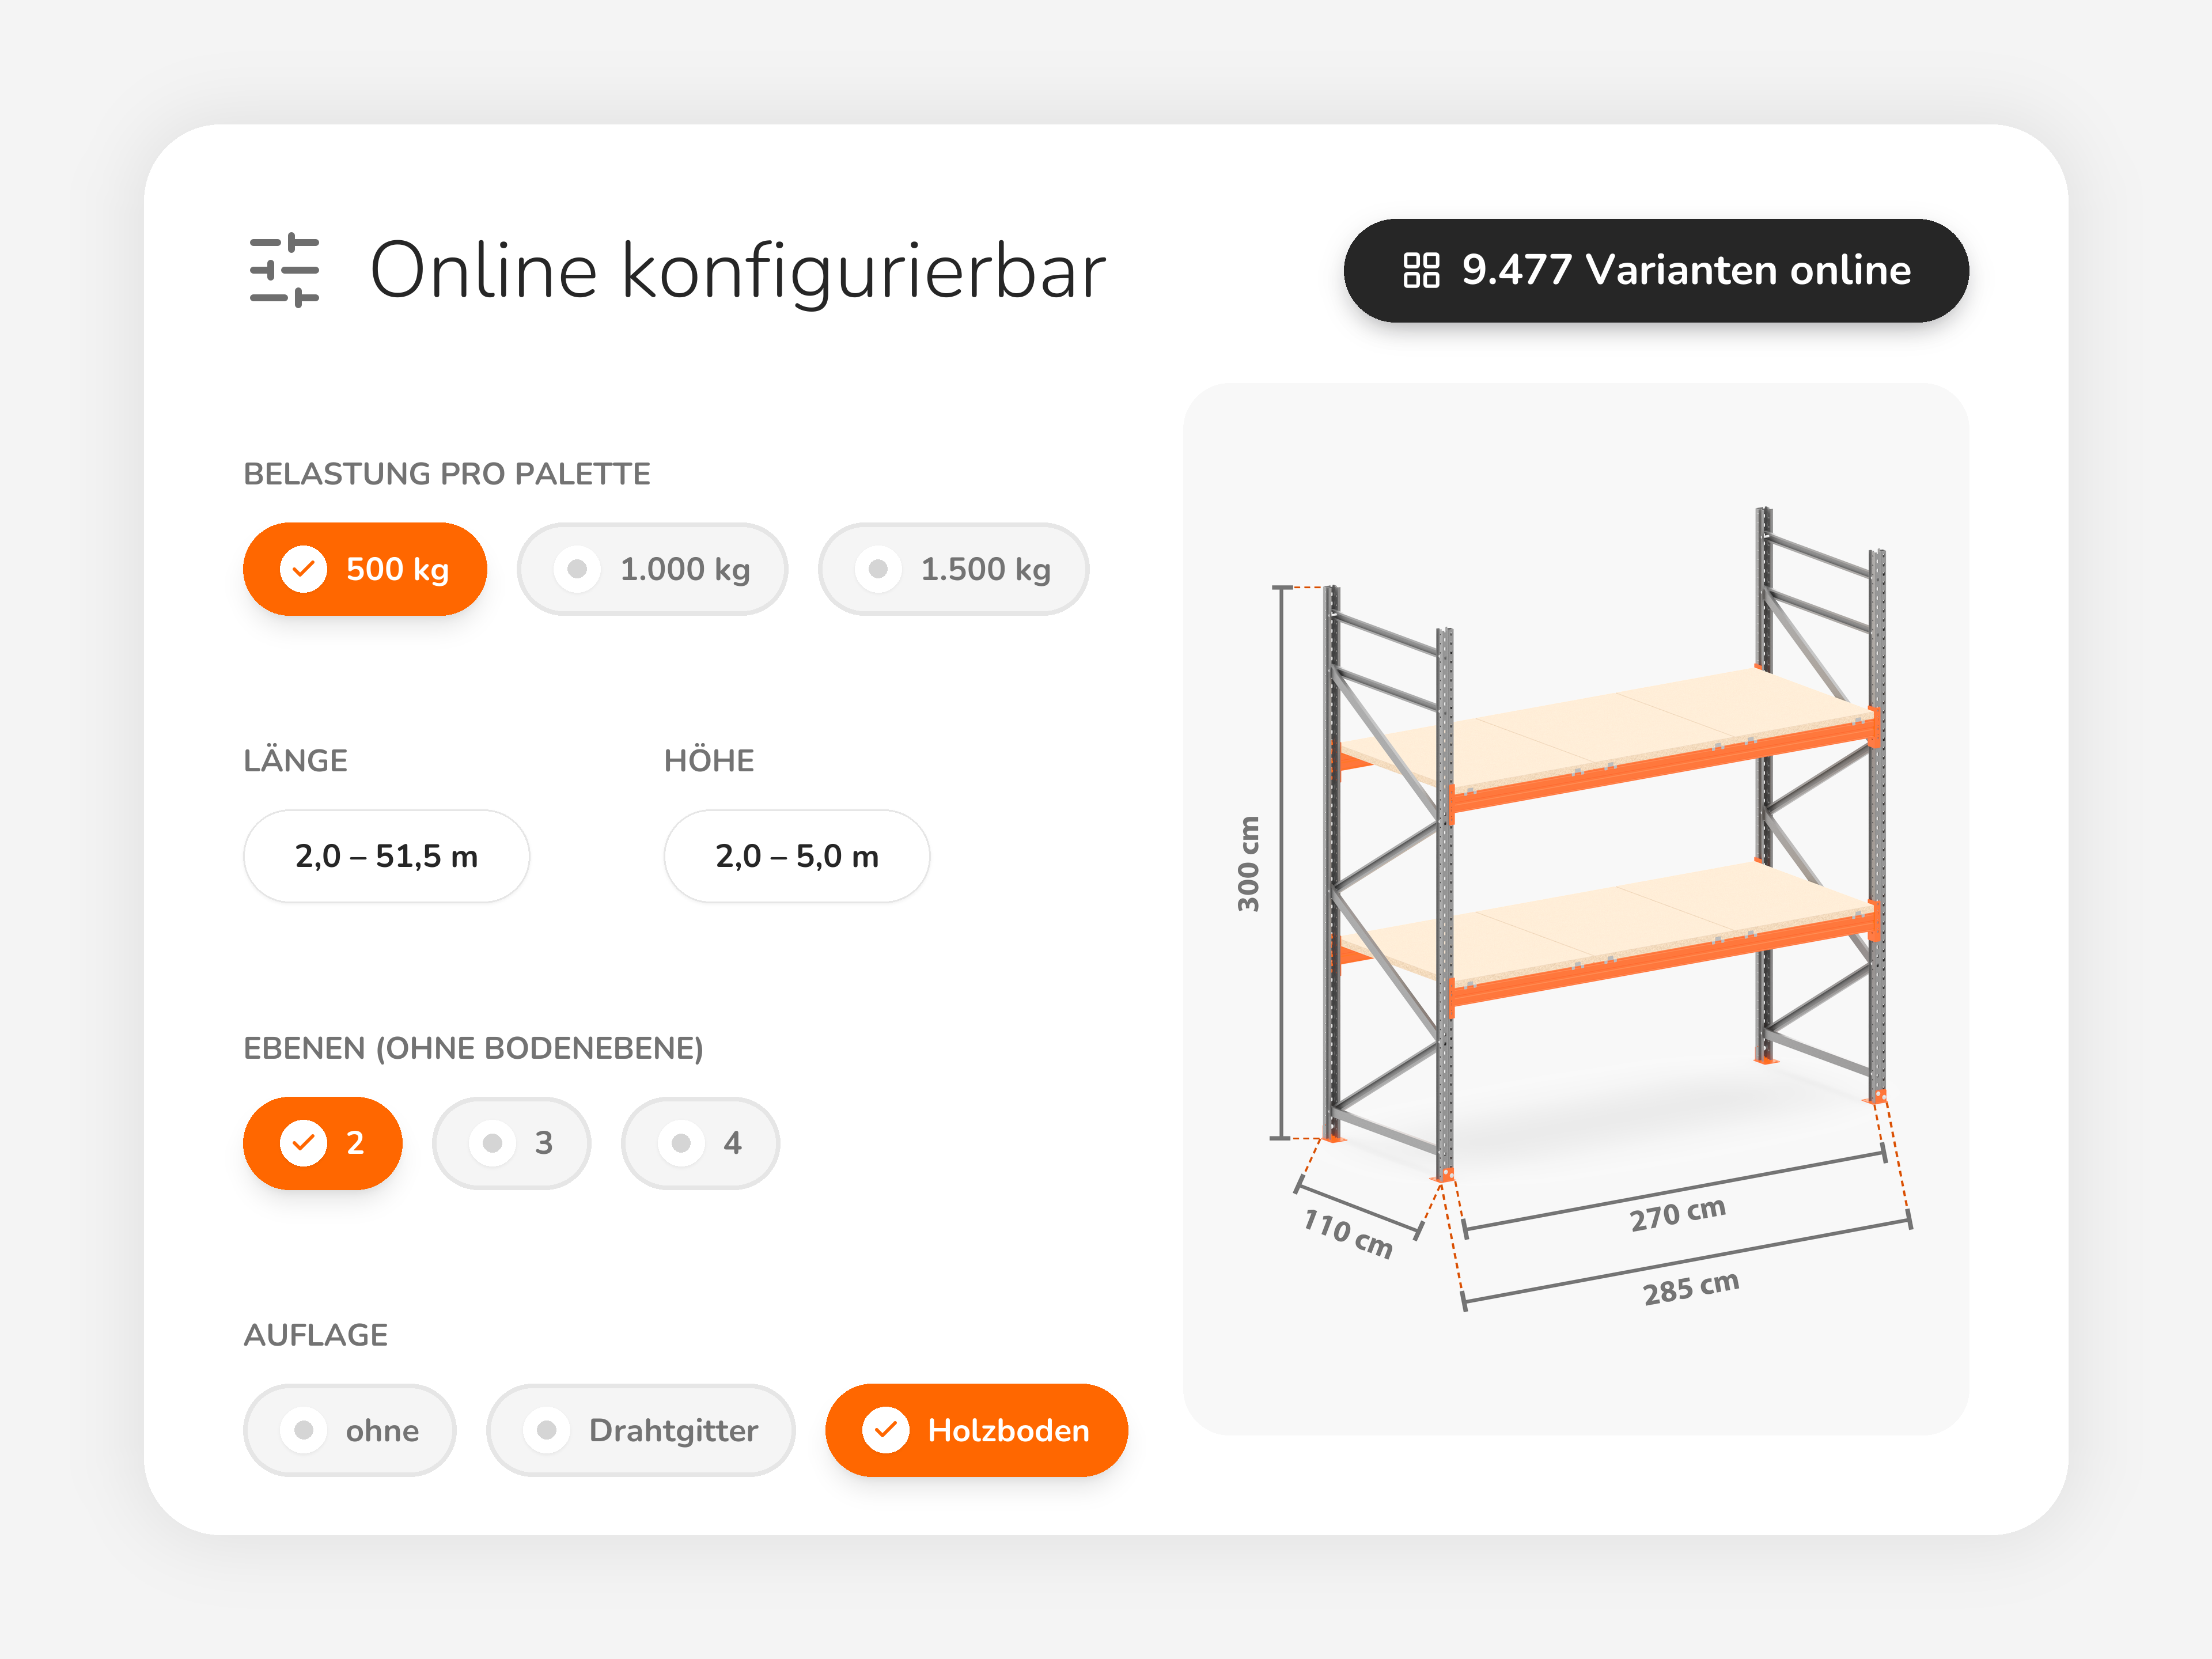 Online konfigurierbar
9.477 Varianten online
BELASTUNG PRO PALETTE
500 kg
1.000 kg
1.500 kg
LÄNGE
HÖHE
2,0 – 51,5 m
2,0 – 5,0 m
EBENEN (OHNE BODENEBENE)
2
3
4
AUFLAGE
ohne
Drahtgitter
Holzboden
300 cm
110 cm
270 cm
285 cm